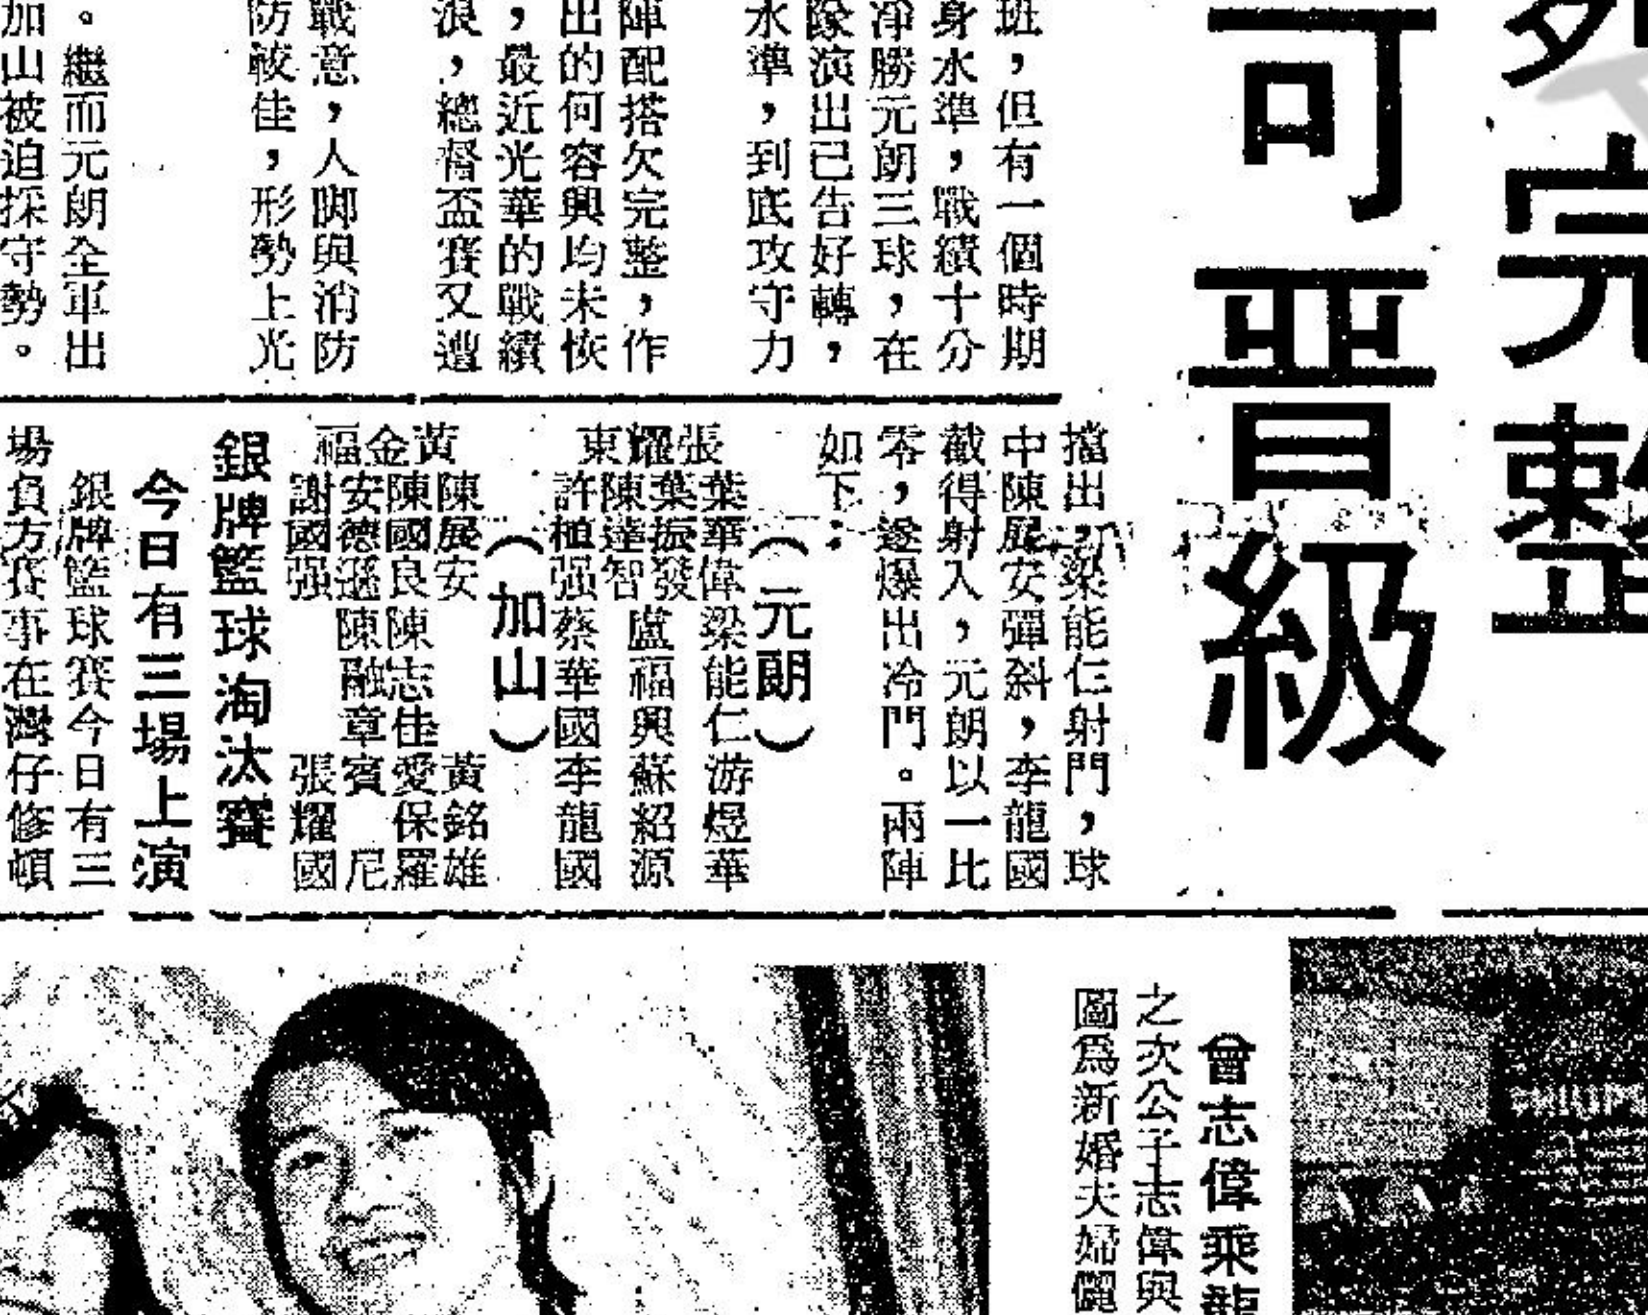 完整
可晋級
班，但有一個時期
身水準，戰績十分
淨勝元朗三球，在
隊演出已告好轉，
水準，到底攻守力
陣配搭欠完整，作
出的何容興均未恢
，最近光華的戰績
浪，總督盃賽又遭
戰意，人脚與消防
防較佳，形勢上光
。繼而元朗全軍出
加山被迫採守勢。
擋出，梁能仁射門，球
中陳展安彈斜，李龍國
截得射入，元朗以一比
零，遂爆出冷門。兩陣
如下：
（元朗）
張　葉華偉　梁能仁　游煜華
耀　葉振發
東　陳達智　盧福興　蘇紹源
許植强　蔡華國　李龍國
（加山）
黃　陳展安　黃銘雄
金　陳國良　陳志佳　愛保羅
福　安德遜　陳融章　賓　尼
謝國强　張耀國
銀牌籃球淘汰賽
今日有三場上演
銀牌籃球賽今日有三
場負方賽事在灣仔修頓
曾志偉乘龍
之次公子志偉與
圖為新婚夫婦儷